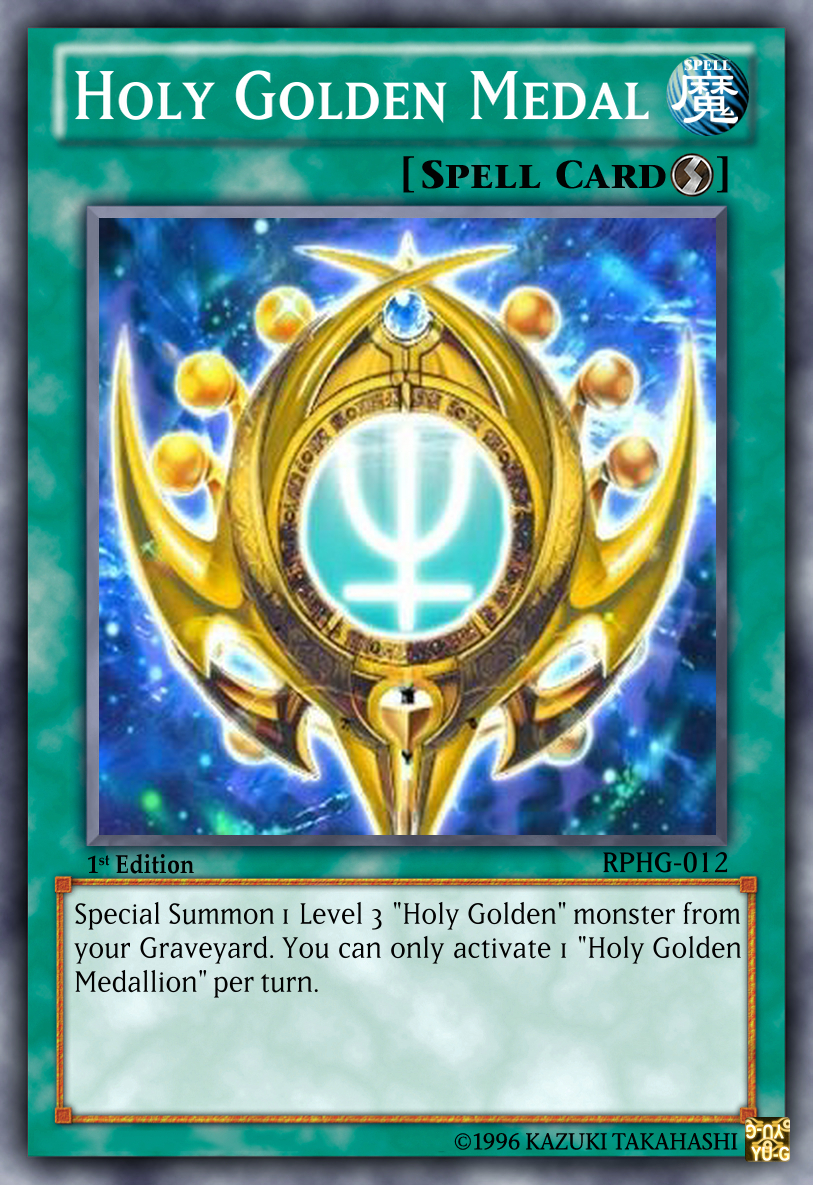 Holy Golden Medal
SPELL
魔
[Spell Card]
1st Edition
RPHG-012
Special Summon 1 Level 3 "Holy Golden" monster from
your Graveyard. You can only activate 1 "Holy Golden
Medallion" per turn.
©1996 KAZUKI TAKAHASHI